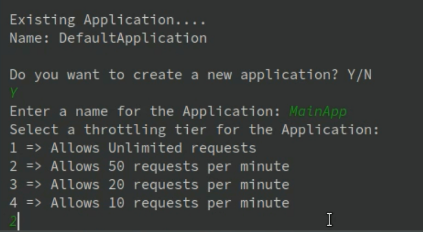 Existing Application....
Name: DefaultApplication
Do you want to create a new application? Y/N
Y
Enter a name for the Application: MainApp
Select a throttling tier for the Application:
1 => Allows Unlimited requests
2 => Allows 50 requests per minute
3 => Allows 20 requests per minute
4 => Allows 10 requests per minute
2